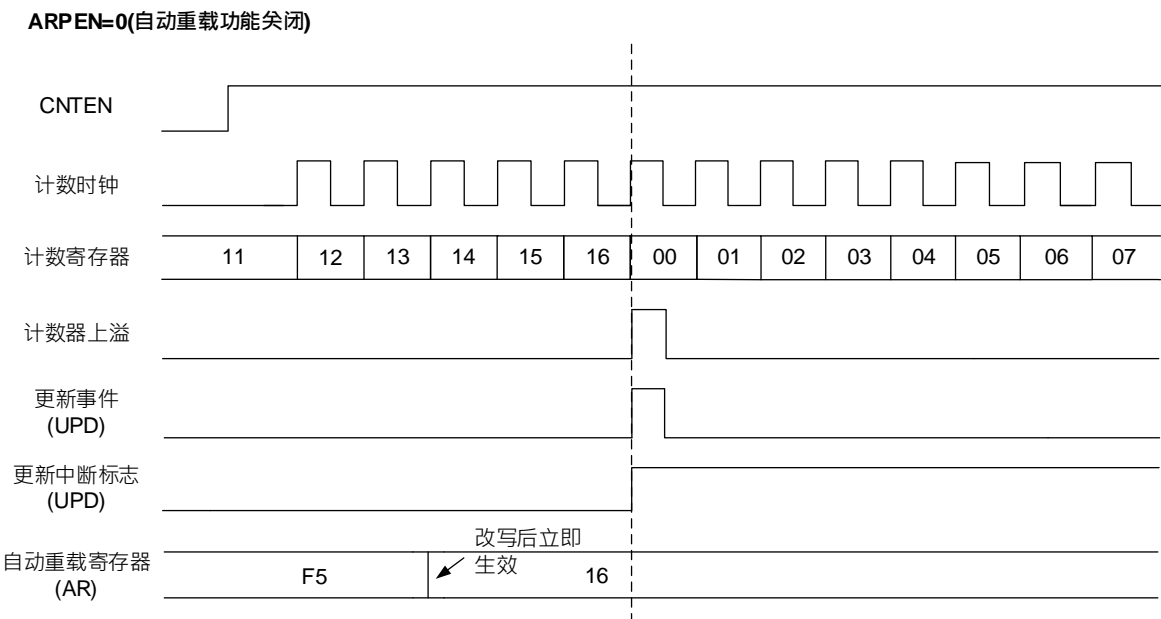 ARPEN=0(自动重载功能关闭)
CNTEN
计数时钟
计数寄存器
11 12 13 14 15 16 00 01 02 03 04 05 06 07
计数器上溢
更新事件
(UPD)
更新中断标志
(UPD)
自动重载寄存器
(AR)
F5
改写后立即
生效
16